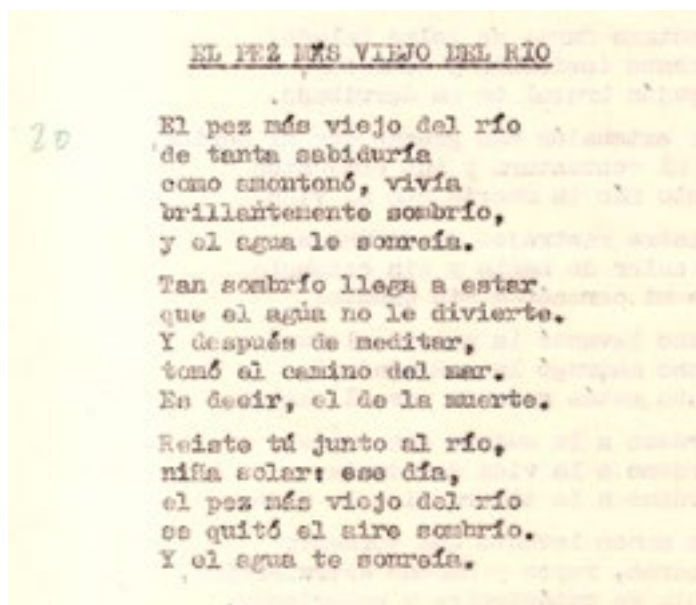 EL PEZ MÁS VIEJO DEL RÍO
20
El pez más viejo del río
de tanta sabiduría
como amontonó, vivía
brillantemente sombrío,
y el agua le sonreía.
Tan sombrío llega a estar
que el agua no le divierte.
Y después de meditar,
tomó el camino del mar.
Es decir, el de la muerte.
Reiste tú junto al río,
niña solar: ese día,
el pez más viejo del río
se quitó el aire sombrío.
Y el agua te sonreía.